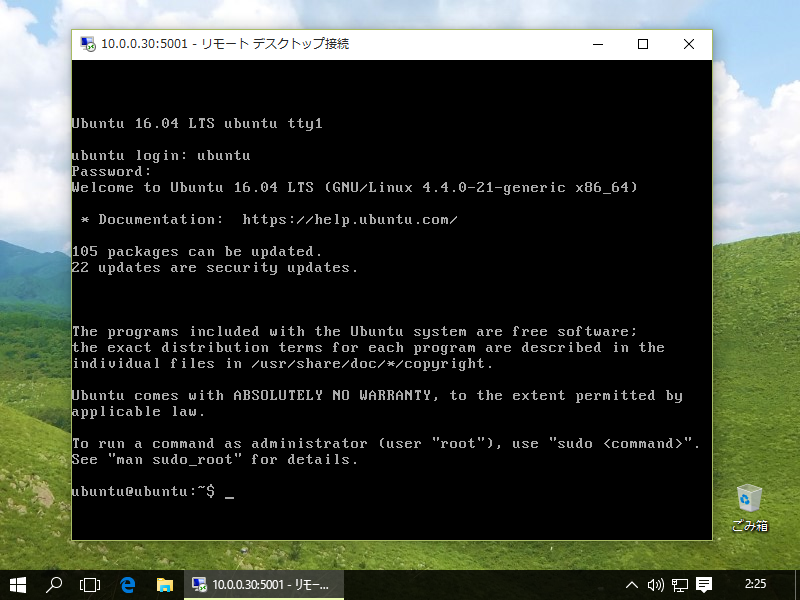 10.0.0.30:5001 - リモート デスクトップ接続
Ubuntu 16.04 LTS ubuntu tty1
ubuntu login: ubuntu
Password:
Welcome to Ubuntu 16.04 LTS (GNU/Linux 4.4.0-21-generic x86_64)
* Documentation:  https://help.ubuntu.com/
105 packages can be updated.
22 updates are security updates.
The programs included with the Ubuntu system are free software;
the exact distribution terms for each program are described in the
individual files in /usr/share/doc/*/copyright.
Ubuntu comes with ABSOLUTELY NO WARRANTY, to the extent permitted by
applicable law.
To run a command as administrator (user "root"), use "sudo <command>".
See "man sudo_root" for details.
ubuntu@ubuntu:~$ _
ごみ箱
10.0.0.30:5001 - リモー...
2:25